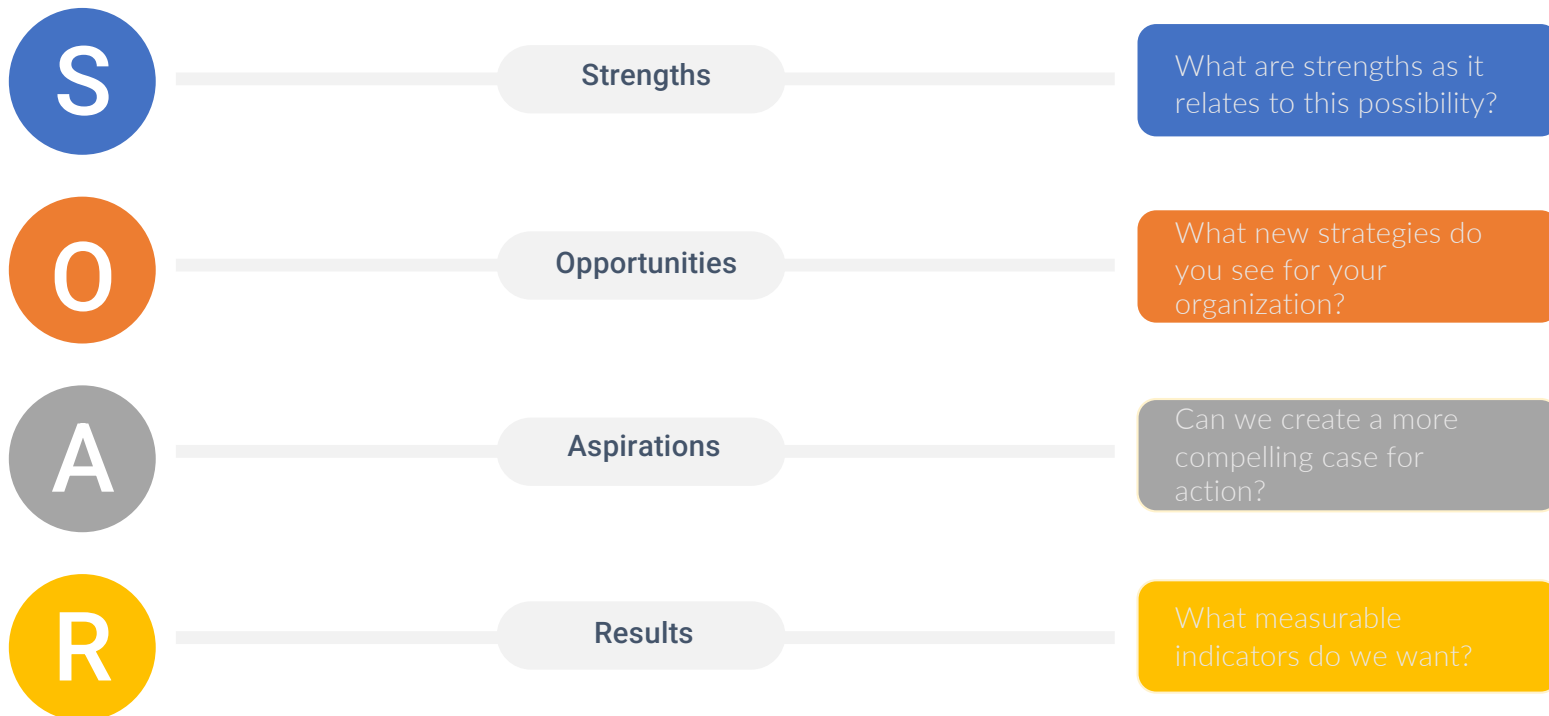 S
Strengths
What are strengths as it
relates to this possibility?
O
Opportunities
What new strategies do
you see for your
organization?
A
Aspirations
Can we create a more
compelling case for
action?
R
Results
What measurable
indicators do we want?